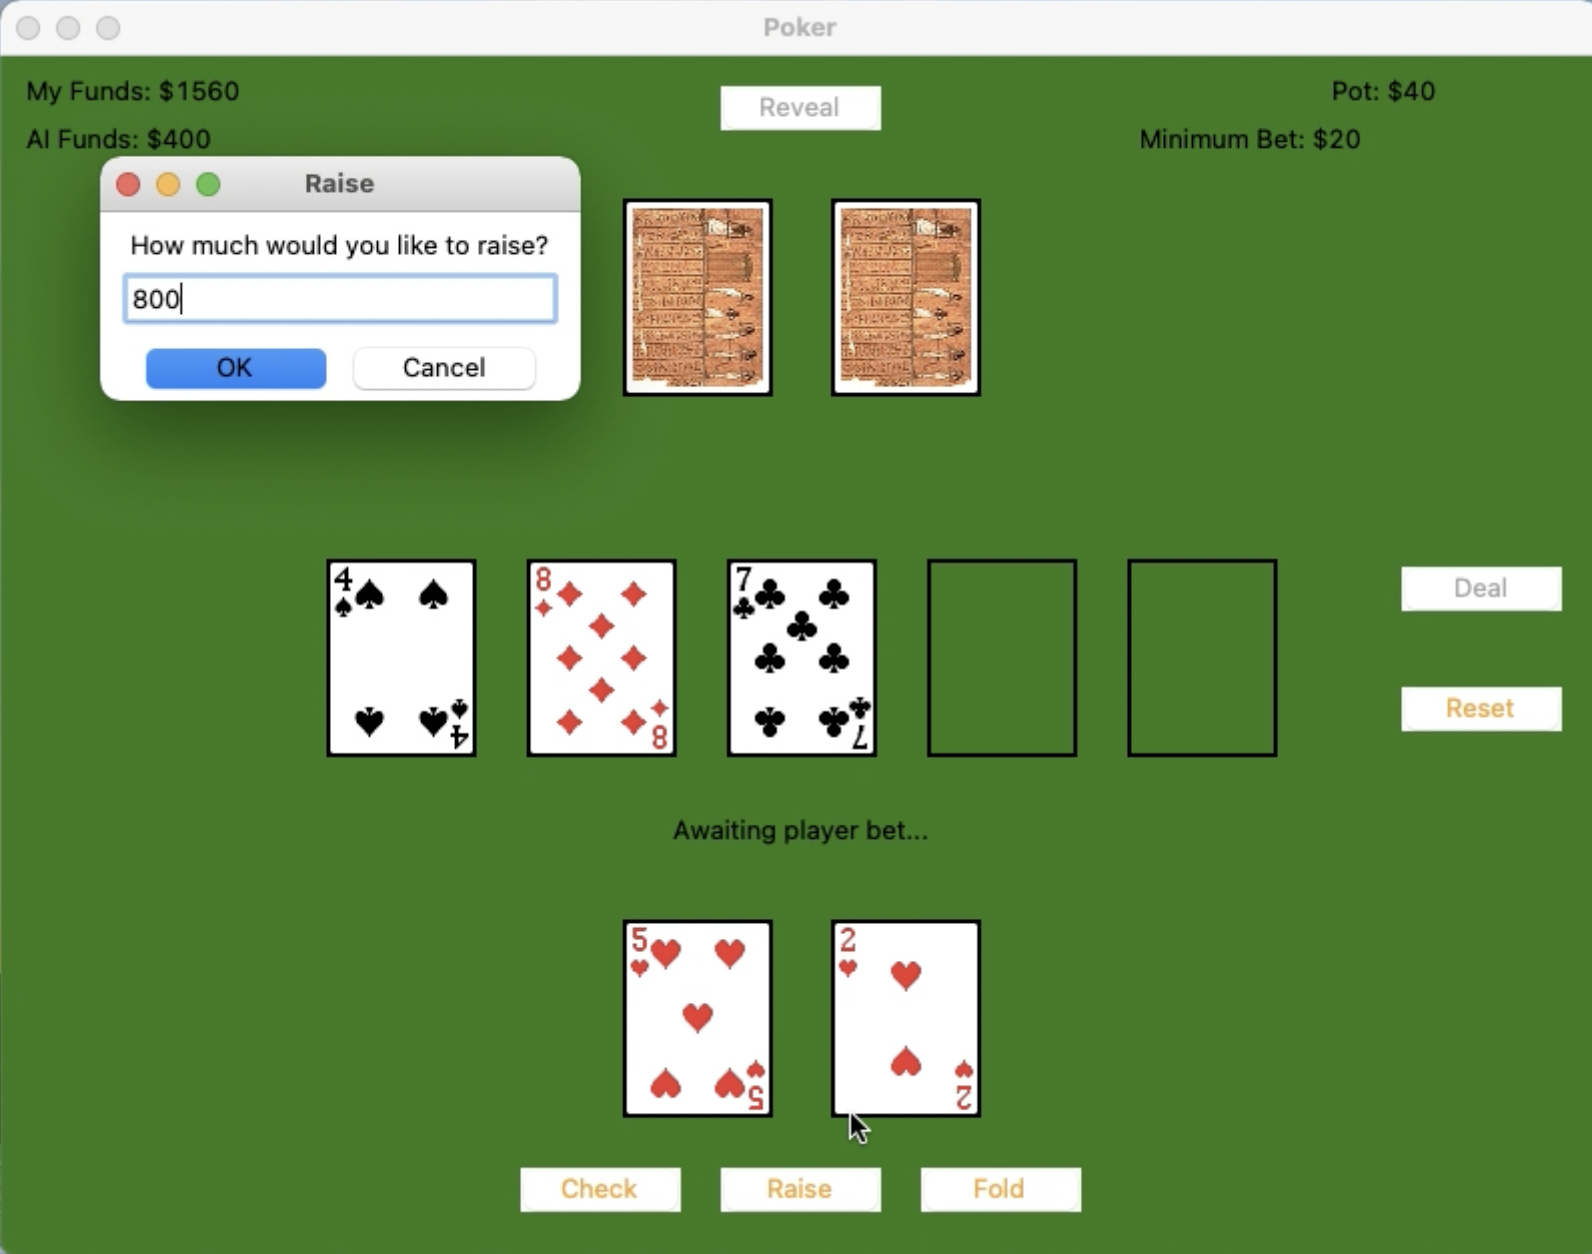 Poker
My Funds: $1560
Reveal
Pot: $40
AI Funds: $400
Minimum Bet: $20
Raise
How much would you like to raise?
800
OK
Cancel
4
4
8
8
7
7
Deal
Reset
Awaiting player bet...
5
5
2
2
Check
Raise
Fold